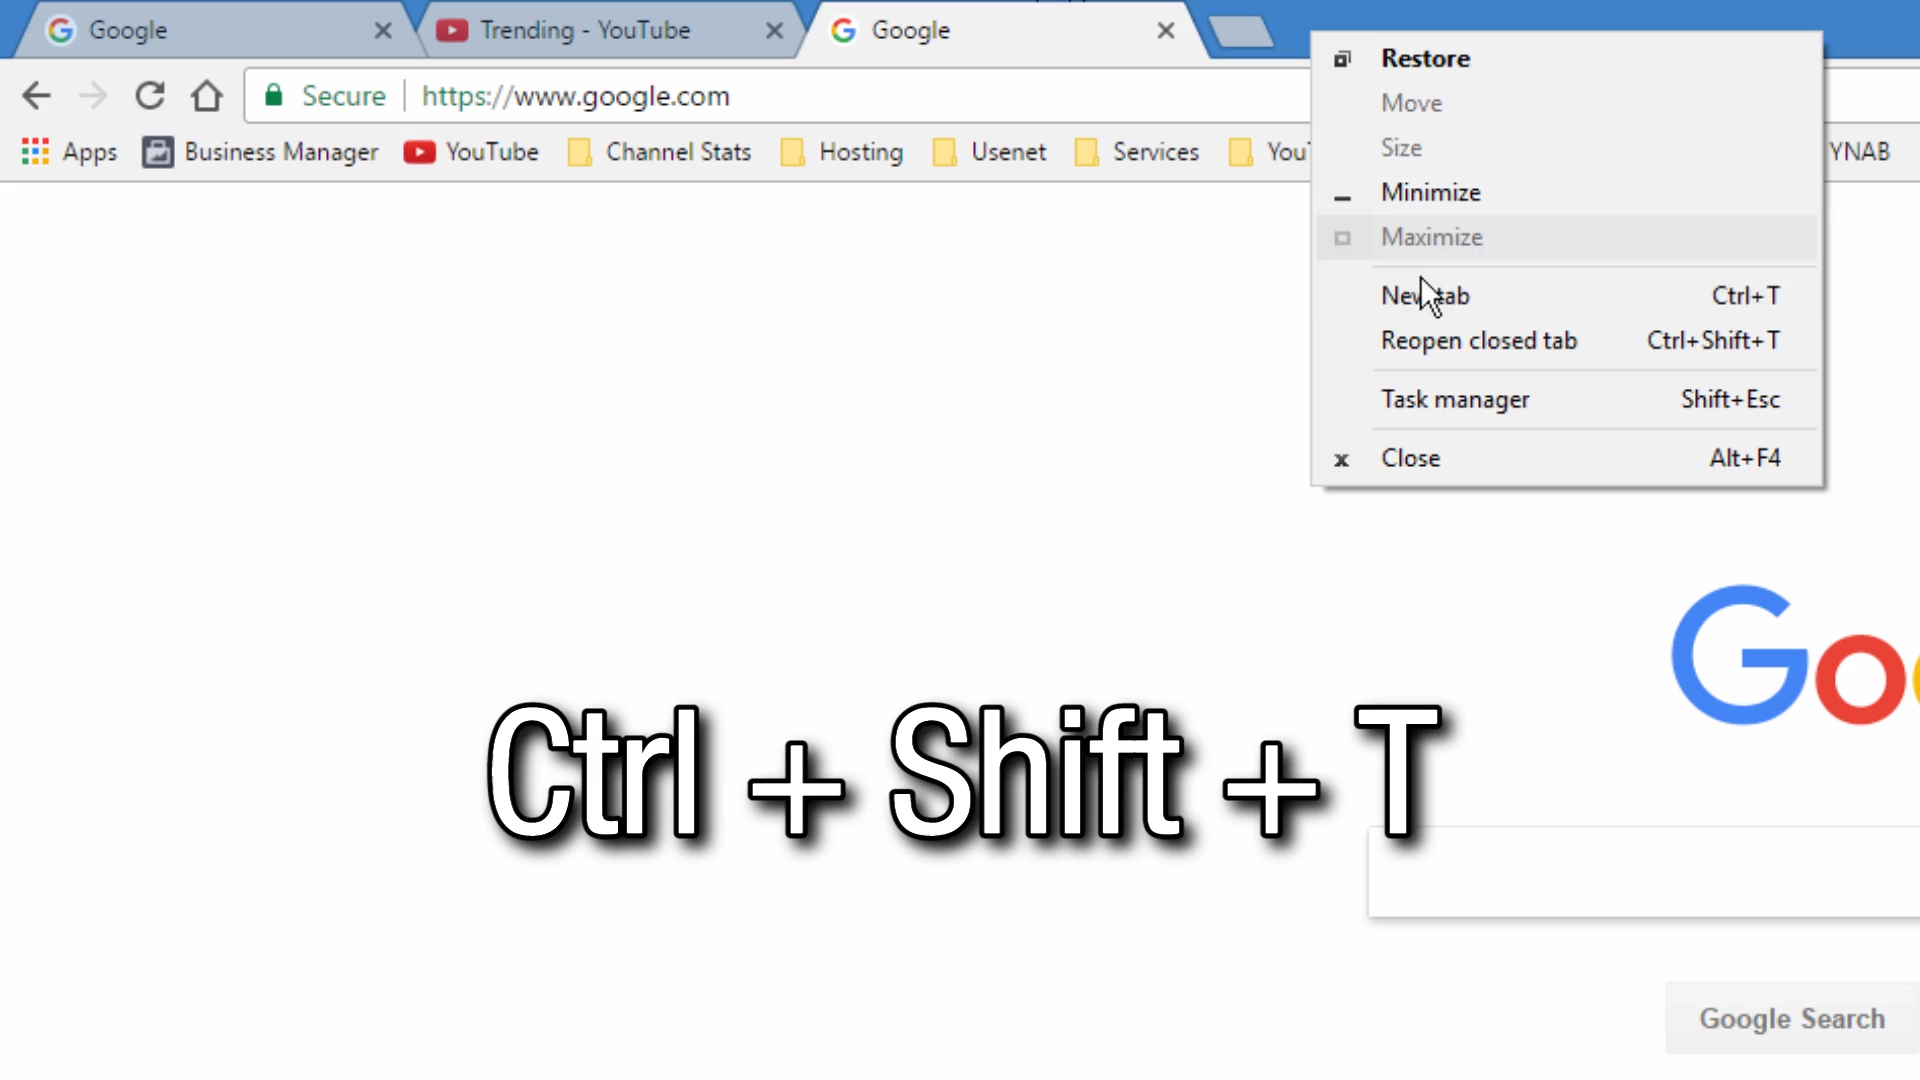 Google
Trending - YouTube
Google
Secure
https://www.google.com
Apps
Business Manager
YouTube
Channel Stats
Hosting
Usenet
Services
YNAB
Restore
Move
Size
Minimize
Maximize
New tab Ctrl+T
Reopen closed tab Ctrl+Shift+T
Task manager Shift+Esc
Close Alt+F4
Ctrl + Shift + T
Google Search